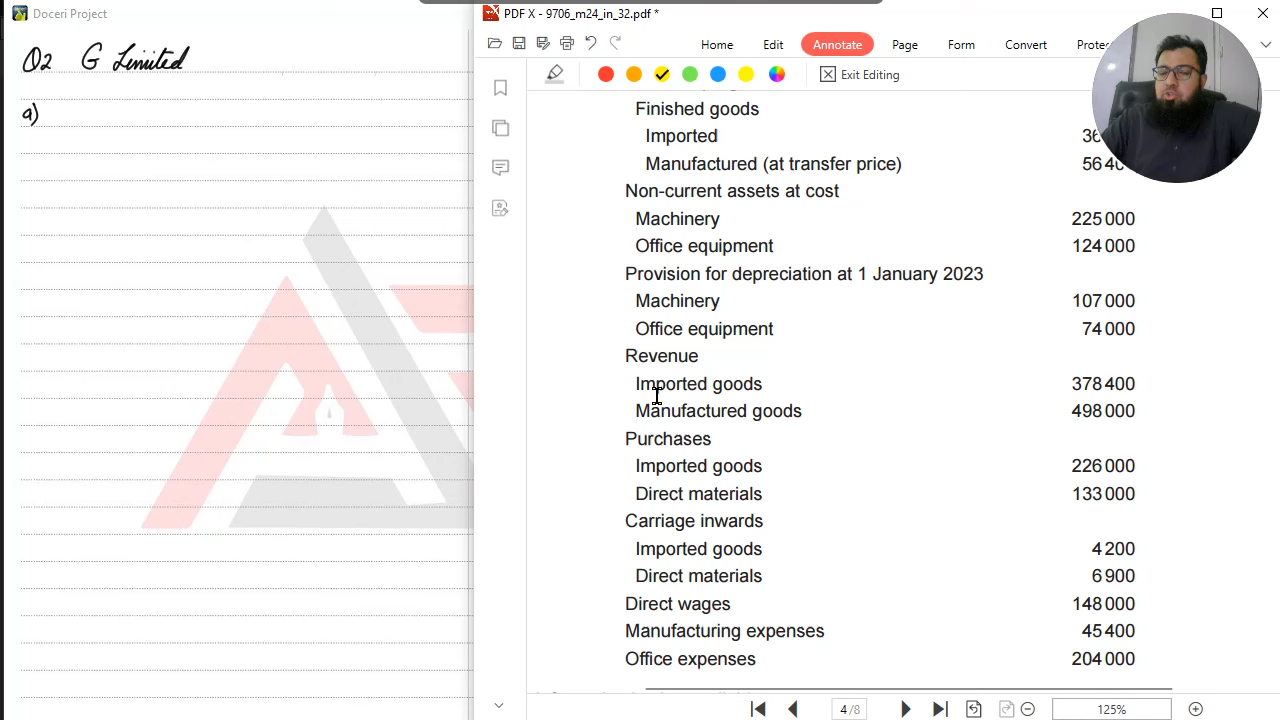 Doceri Project
PDF X - 9706_m24_in_32.pdf *
Q2 G Limited
a)
Home Edit Annotate Page Form Convert Protec
Exit Editing
Finished goods
Imported 36
Manufactured (at transfer price) 56 40
Non-current assets at cost
Machinery 225 000
Office equipment 124 000
Provision for depreciation at 1 January 2023
Machinery 107 000
Office equipment 74 000
Revenue
Imported goods 378 400
Manufactured goods 498 000
Purchases
Imported goods 226 000
Direct materials 133 000
Carriage inwards
Imported goods 4 200
Direct materials 6 900
Direct wages 148 000
Manufacturing expenses 45 400
Office expenses 204 000
4/8
125%